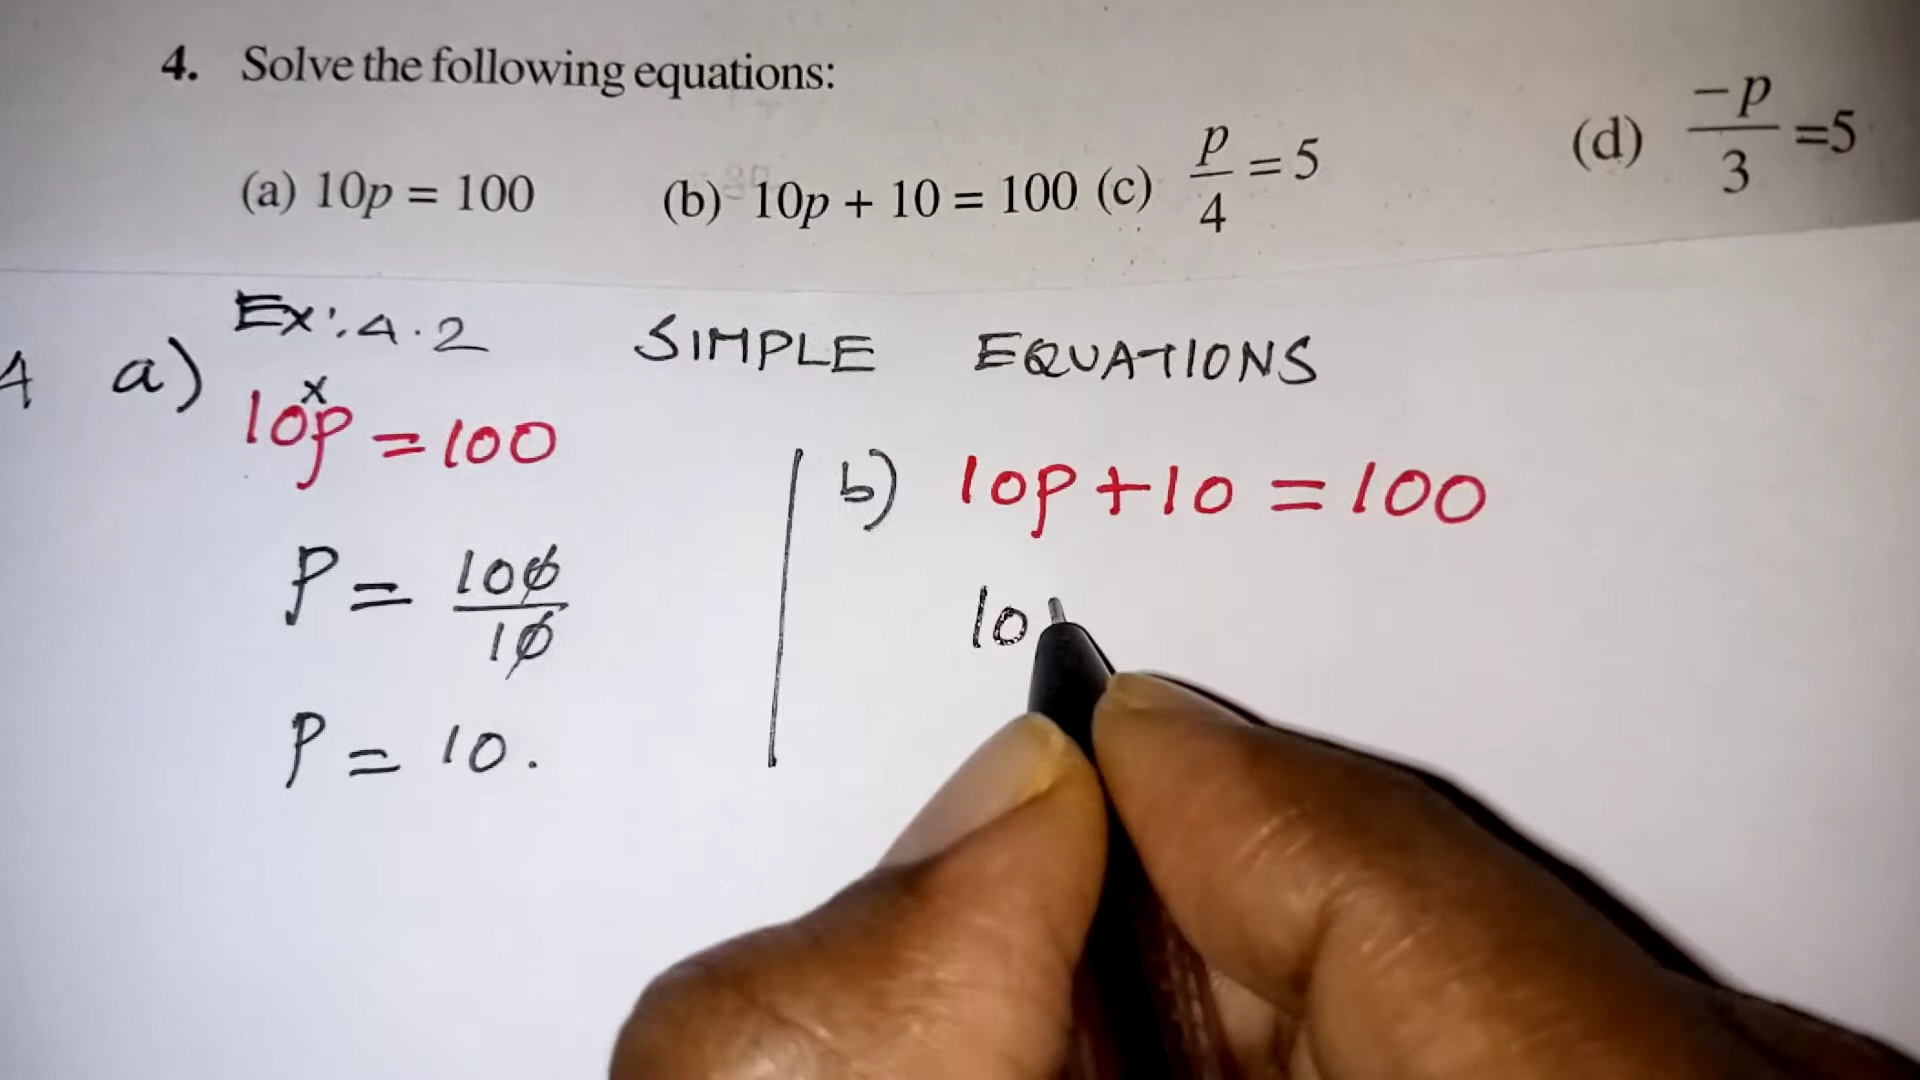 4. Solve the following equations:
(a) 10p = 100 (b) 10p + 10 = 100 (c) p/4 = 5 (d) -p/3 =5
Ex:4.2 SIMPLE EQUATIONS
4 a) 10 x p = 100
b) 10p + 10 = 100
P = 100/10
10
P = 10.